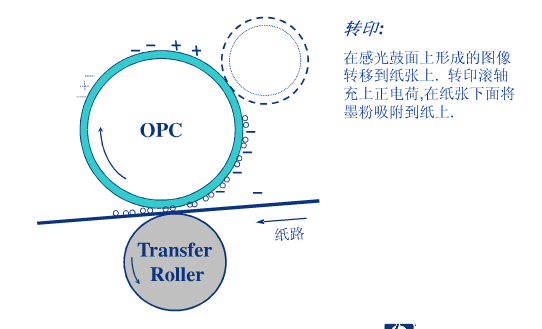 转印:
在感光鼓面上形成的图像
转移到纸张上. 转印滚轴
充上正电荷,在纸张下面将
墨粉吸附到纸上.
OPC
纸路
Transfer
Roller